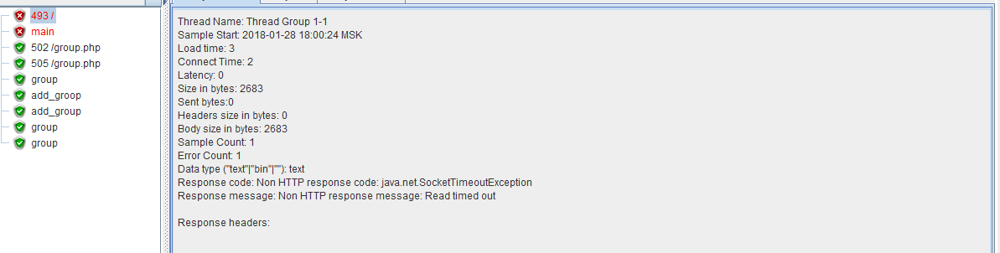 493 /
main
502 /group.php
505 /group.php
group
add_groop
add_group
group
group
Thread Name: Thread Group 1-1
Sample Start: 2018-01-28 18:00:24 MSK
Load time: 3
Connect Time: 2
Latency: 0
Size in bytes: 2683
Sent bytes:0
Headers size in bytes: 0
Body size in bytes: 2683
Sample Count: 1
Error Count: 1
Data type ("text"|"bin"|""): text
Response code: Non HTTP response code: java.net.SocketTimeoutException
Response message: Non HTTP response message: Read timed out
Response headers: